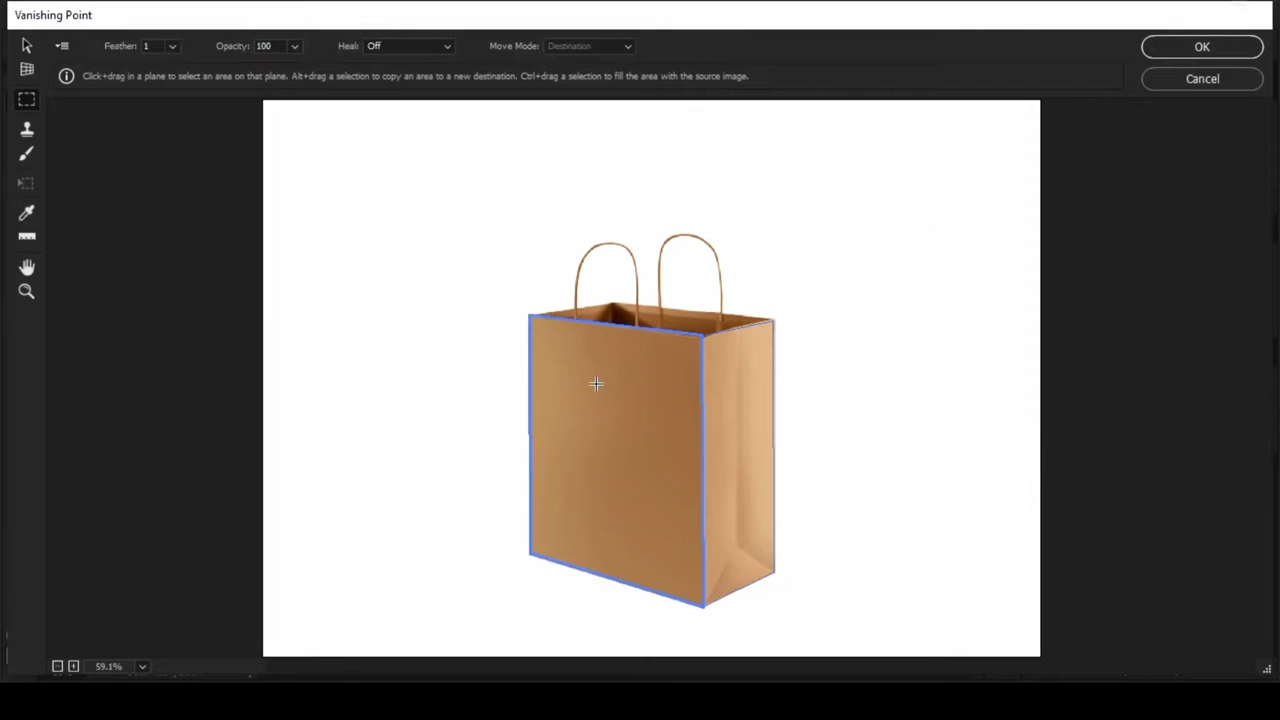 Vanishing Point
Feather: 1 Opacity: 100 Heal: Off Move Mode: Destination OK
Click+drag in a plane to select an area on that plane. Alt+drag a selection to copy an area to a new destination. Ctrl+drag a selection to fill the area with the source image. Cancel
59.1%